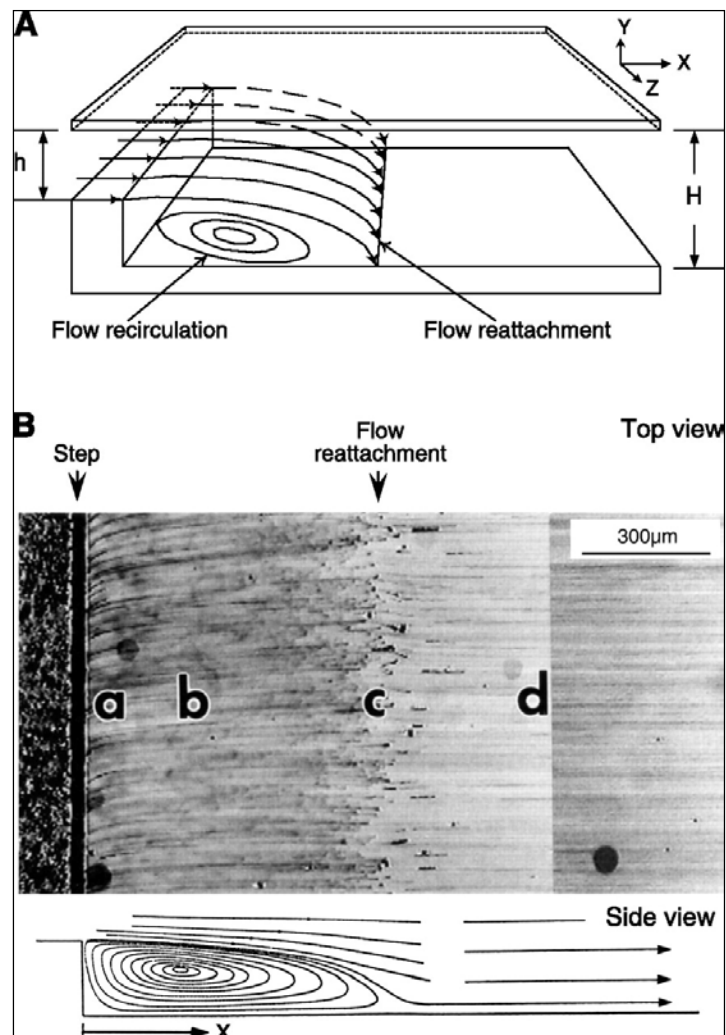 A
Y
X
Z
h
H
Flow recirculation
Flow reattachment
B
Top view
Step
Flow
reattachment
300µm
a
b
c
d
Side view
X